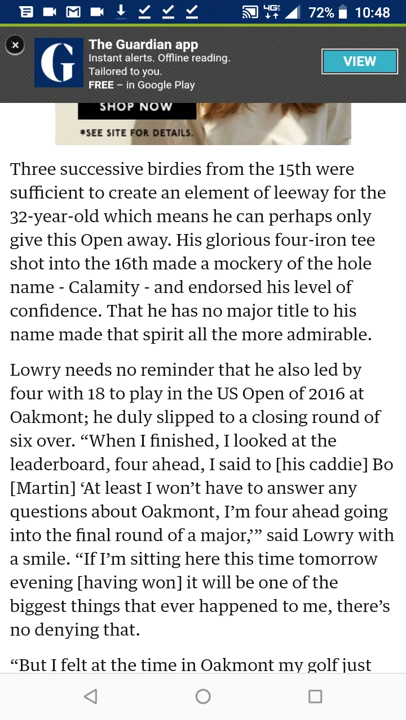 72% 10:48
The Guardian app
Instant alerts. Offline reading.
Tailored to you.
FREE – in Google Play
VIEW
SHOP NOW
*SEE SITE FOR DETAILS.
Three successive birdies from the 15th were
sufficient to create an element of leeway for the
32-year-old which means he can perhaps only
give this Open away. His glorious four-iron tee
shot into the 16th made a mockery of the hole
name - Calamity - and endorsed his level of
confidence. That he has no major title to his
name made that spirit all the more admirable.
Lowry needs no reminder that he also led by
four with 18 to play in the US Open of 2016 at
Oakmont; he duly slipped to a closing round of
six over. “When I finished, I looked at the
leaderboard, four ahead, I said to [his caddie] Bo
[Martin] ‘At least I won’t have to answer any
questions about Oakmont, I’m four ahead going
into the final round of a major,’” said Lowry with
a smile. “If I’m sitting here this time tomorrow
evening [having won] it will be one of the
biggest things that ever happened to me, there’s
no denying that.
“But I felt at the time in Oakmont my golf just